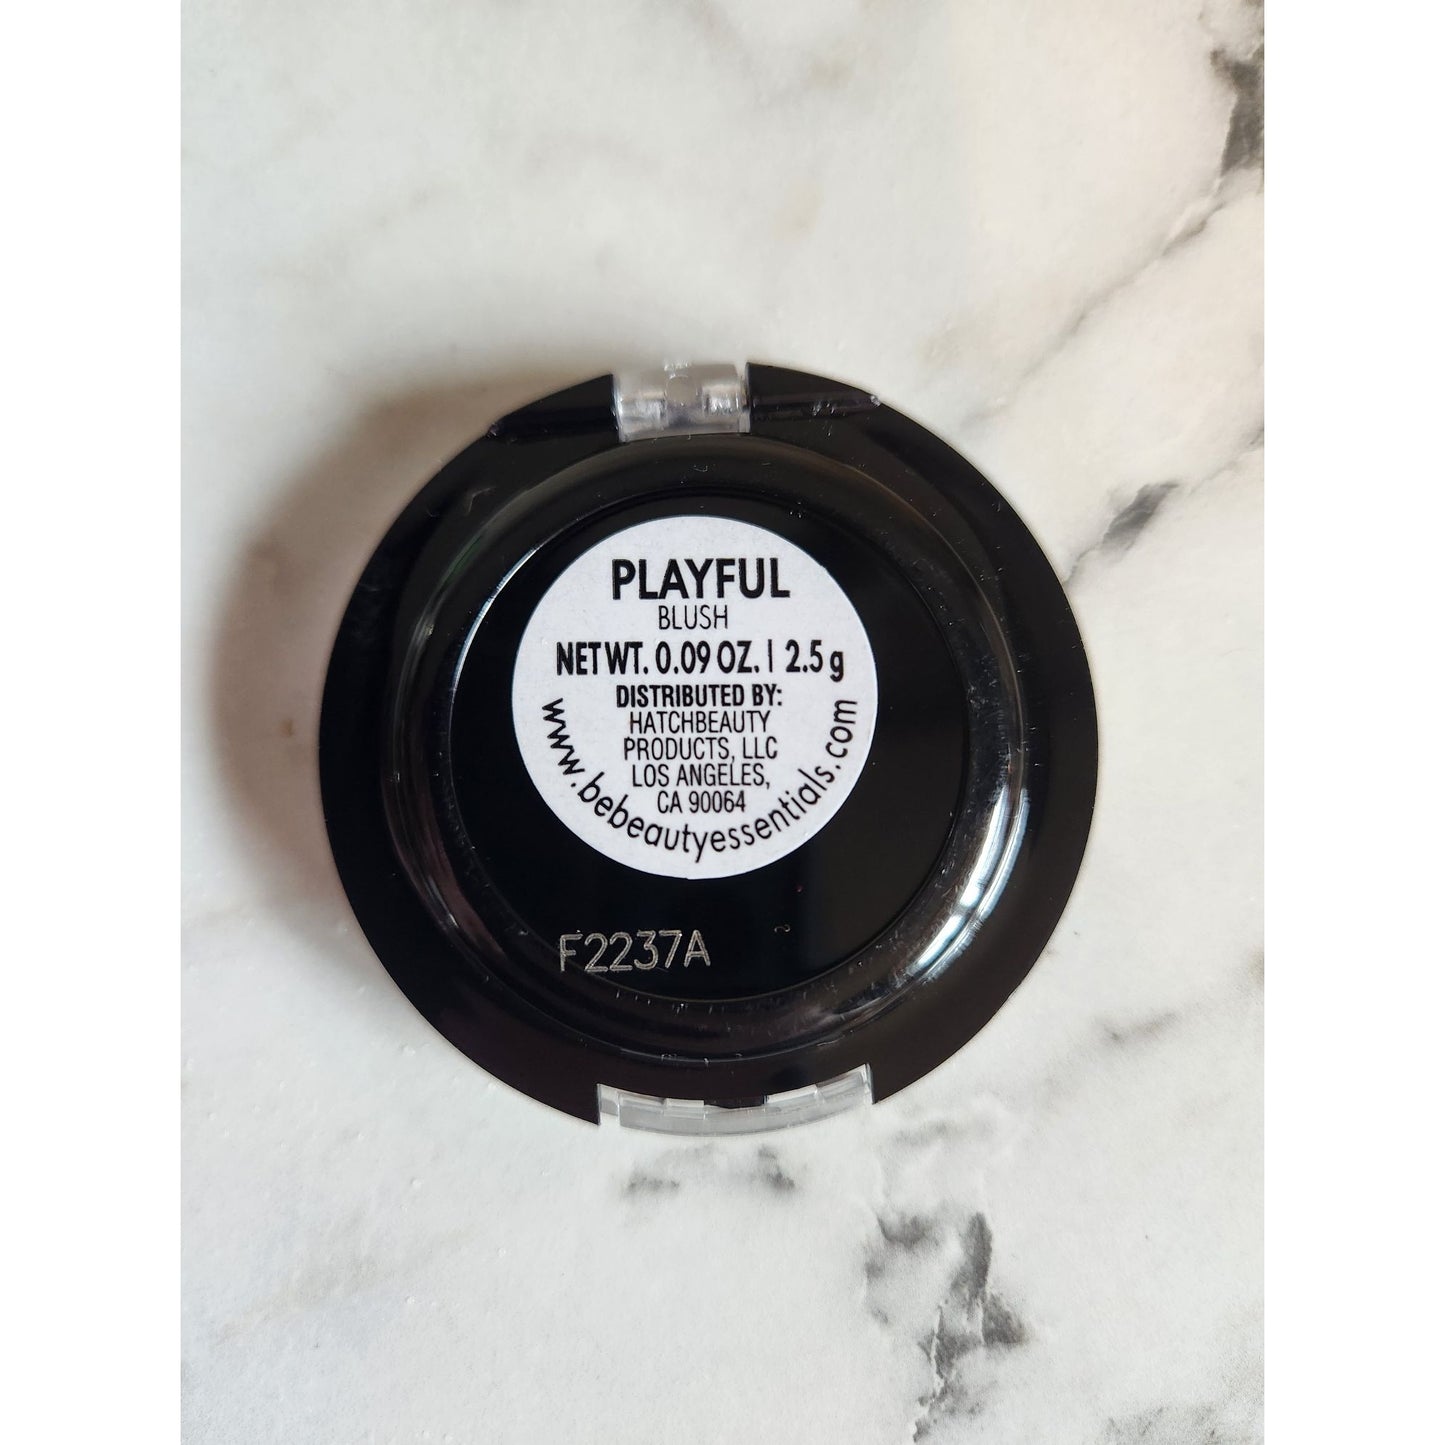 PLAYFUL
BLUSH
NET WT. 0.09 OZ. | 2.5 g
DISTRIBUTED BY:
HATCHBEAUTY
PRODUCTS, LLC
LOS ANGELES,
CA 90064
www.bebeautyessentials.com
F2237A